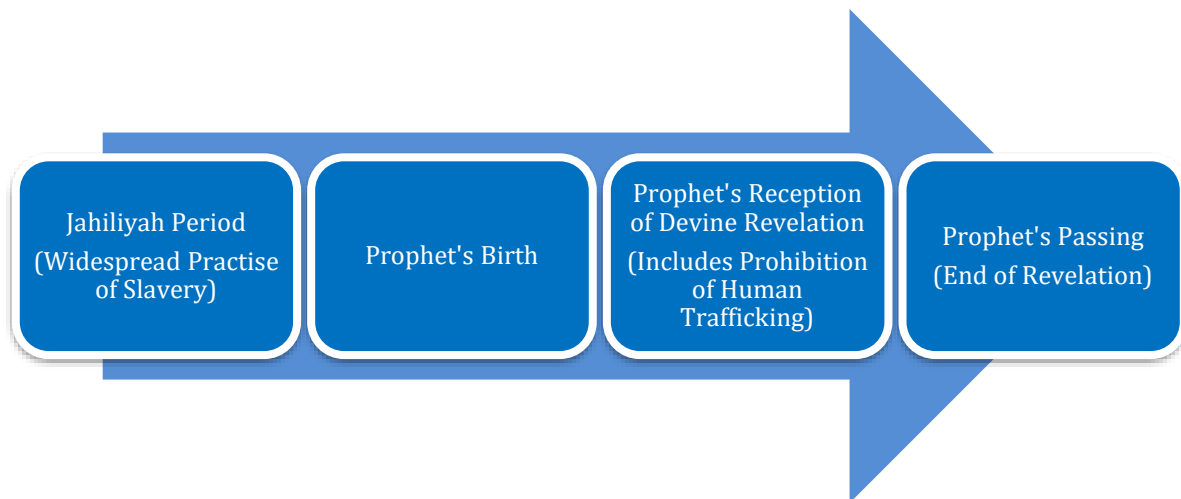 Jahiliyah Period
(Widespread Practise
of Slavery)
Prophet's Birth
Prophet's Reception
of Devine Revelation
(Includes Prohibition
of Human
Trafficking)
Prophet's Passing
(End of Revelation)